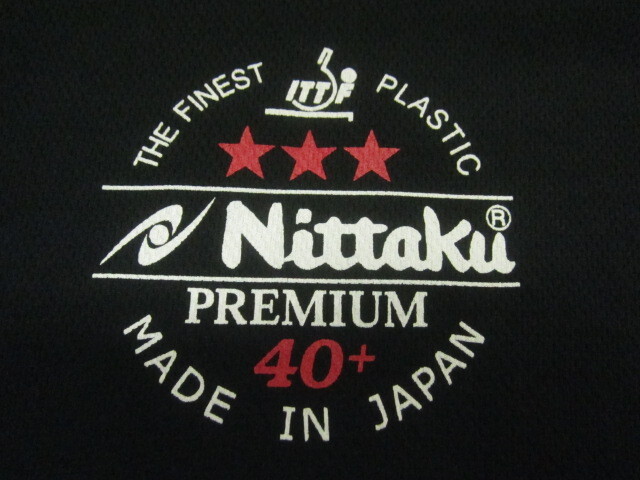 THE FINEST PLASTIC
ITTF
Nittaku®
PREMIUM
40+
MADE IN JAPAN